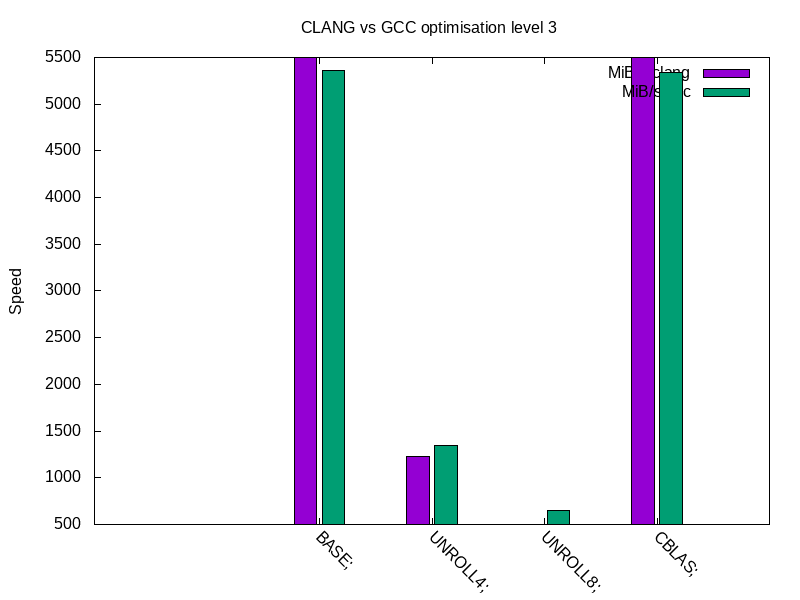 CLANG vs GCC optimisation level 3
5500
5000
4500
4000
3500
3000
2500
2000
1500
1000
500
Speed
BASE;
UNROLL4;
UNROLL8;
CBLAS;